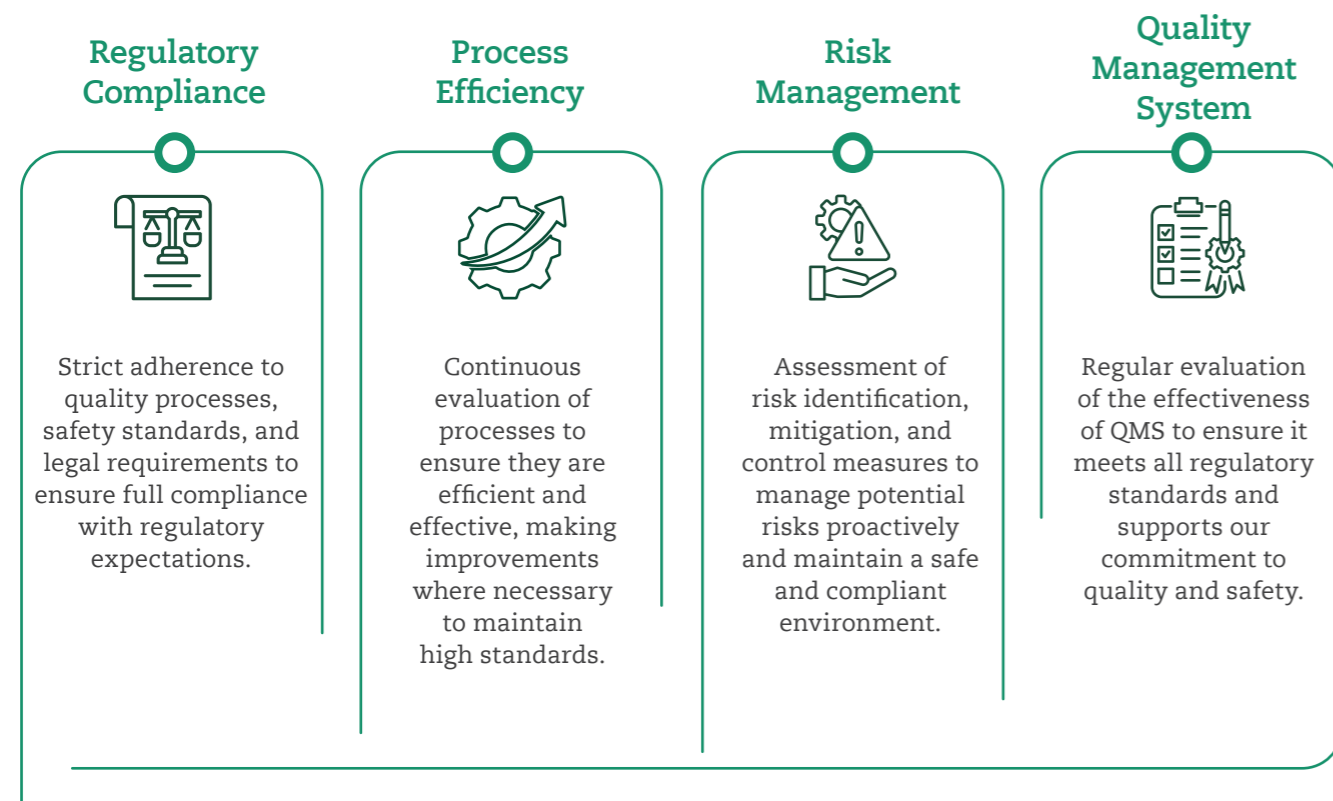 Regulatory
Compliance
Strict adherence to
quality processes,
safety standards, and
legal requirements to
ensure full compliance
with regulatory
expectations.
Process
Efficiency
Continuous
evaluation of
processes to
ensure they are
efficient and
effective, making
improvements
where necessary
to maintain
high standards.
Risk
Management
Assessment of
risk identification,
mitigation, and
control measures to
manage potential
risks proactively
and maintain a safe
and compliant
environment.
Quality
Management
System
Regular evaluation
of the effectiveness
of QMS to ensure it
meets all regulatory
standards and
supports our
commitment to
quality and safety.